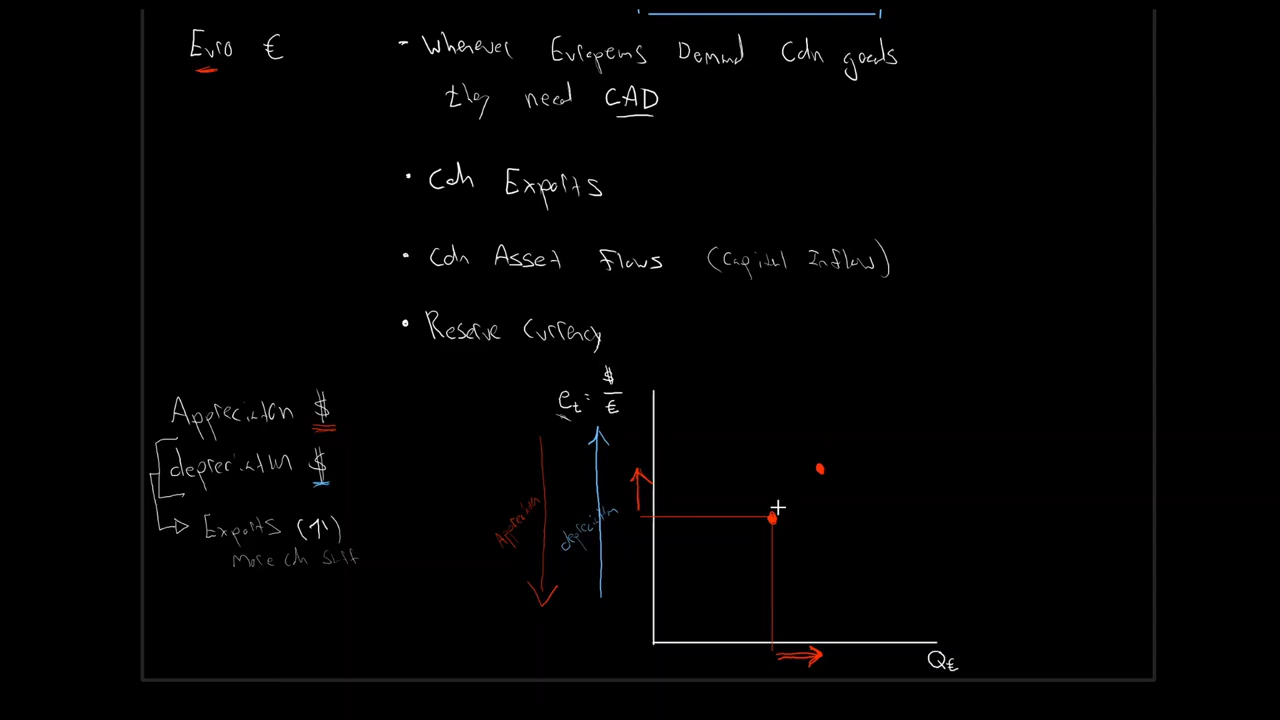 Euro €
- Whenever Europeans Demand Cdn goods
they need CAD
• Cdn Exports
• Cdn Asset Flows (Capital Inflow)
• Reserve Currency
Appreciation $
depreciation $
Exports (↑)
More Cdn Stuff
e_t = $/€
Appreciation
depreciation
Q€